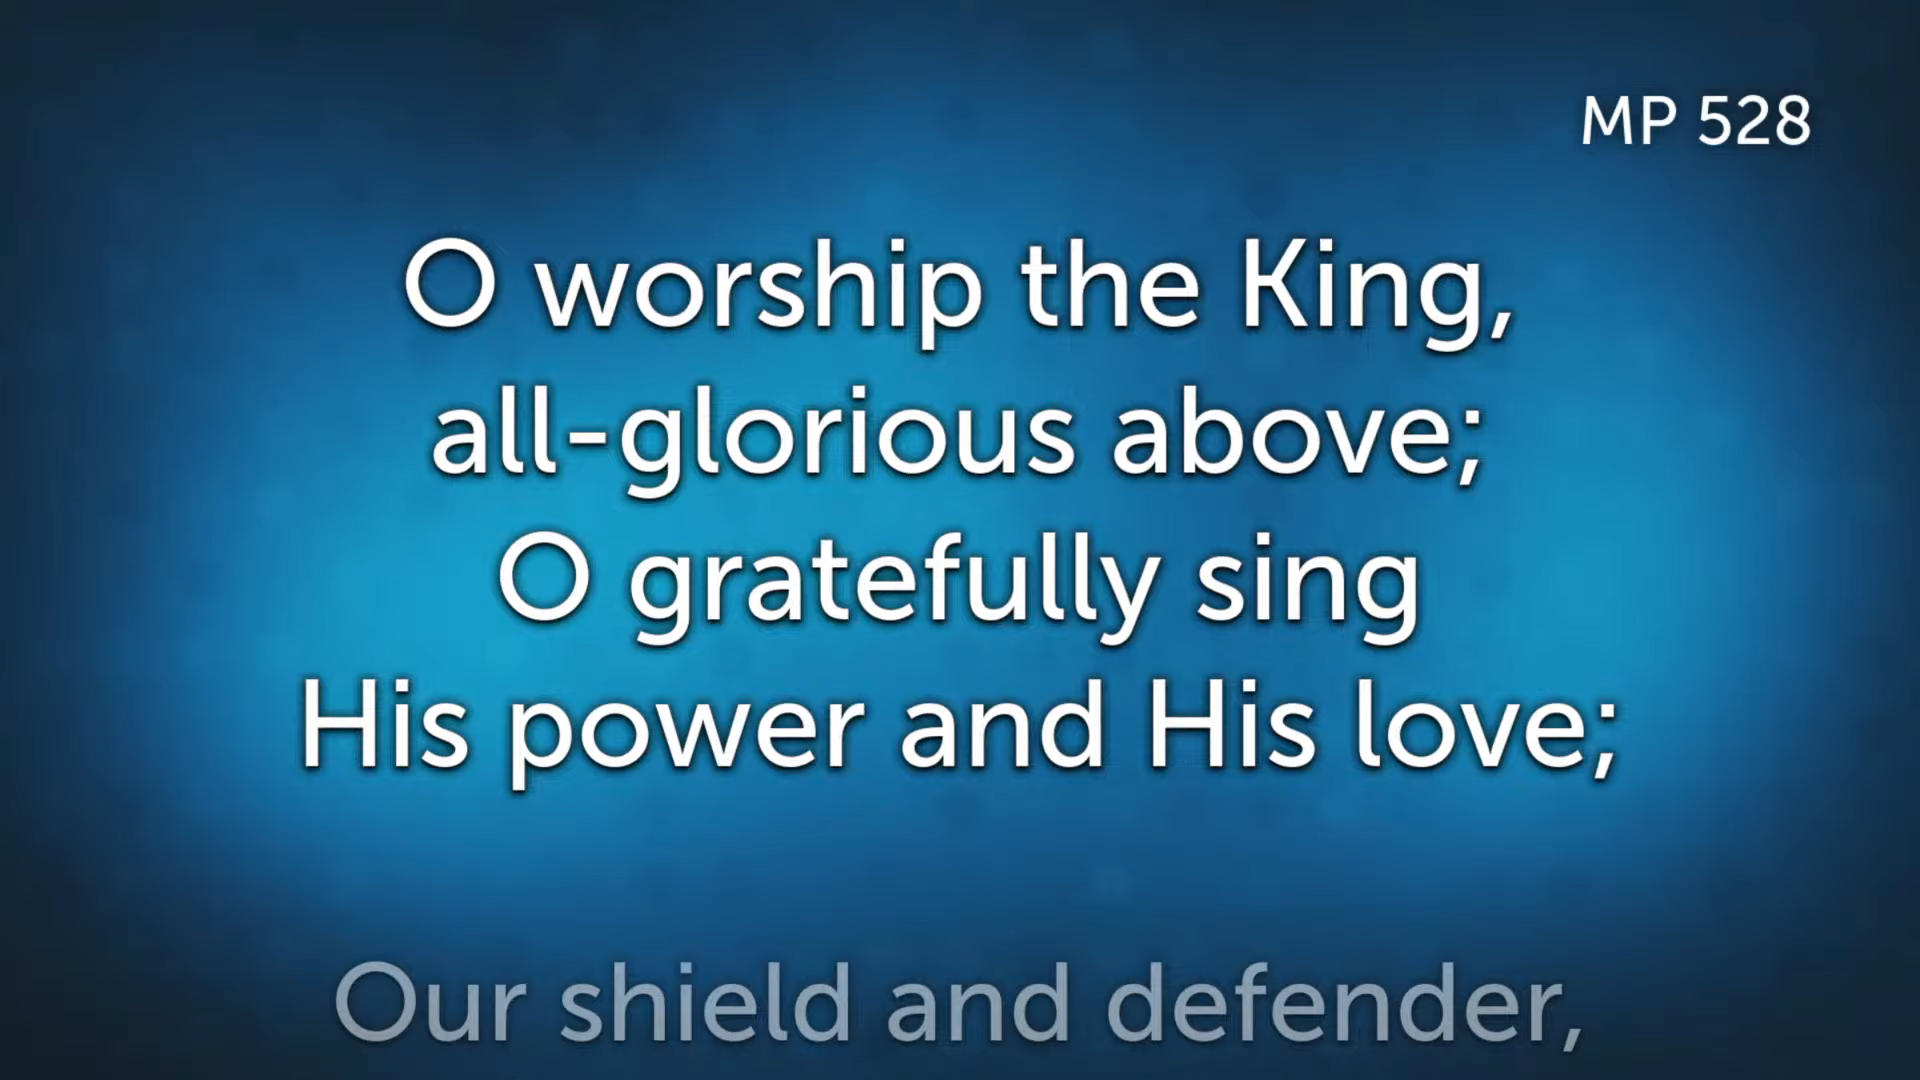 MP 528
O worship the King,
all-glorious above;
O gratefully sing
His power and His love;
Our shield and defender,